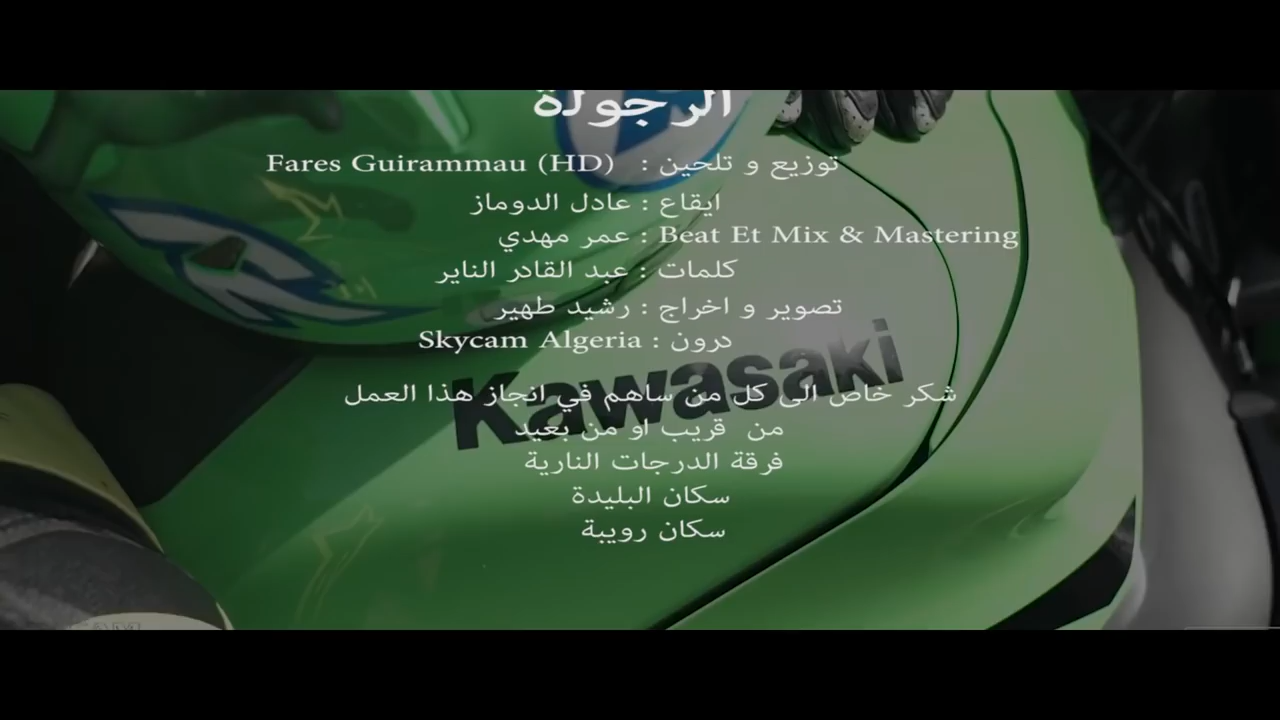 الرجولة
توزيع و تلحين : Fares Guirammau (HD)
ايقاع : عادل الدوماز
Beat Et Mix & Mastering : عمر مهدي
كلمات : عبد القادر الناير
تصوير و اخراج : رشيد طهير
درون : Skycam Algeria
Kawasaki
شكر خاص الى كل من ساهم في انجاز هذا العمل
من قريب او من بعيد
فرقة الدرجات النارية
سكان البليدة
سكان رويبة